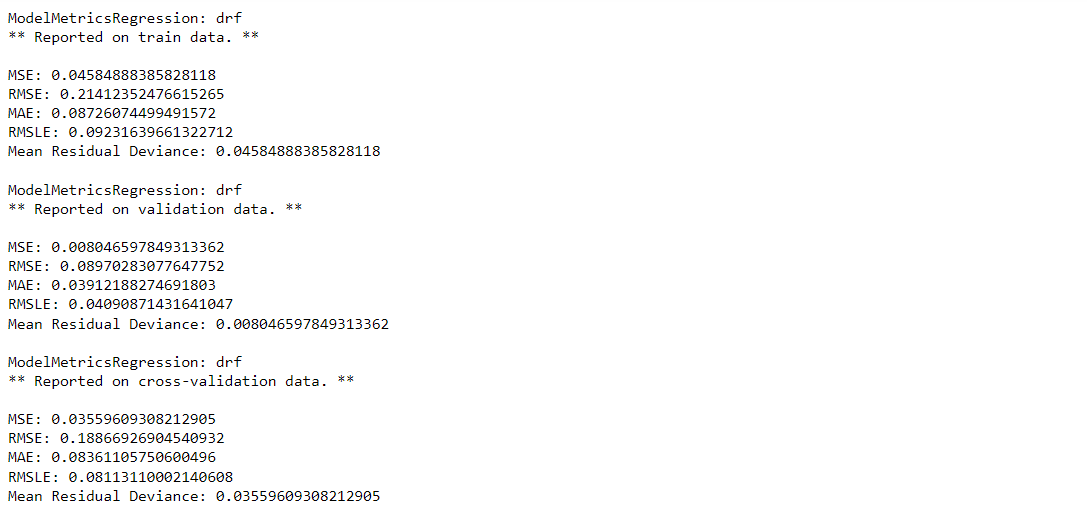 ModelMetricsRegression: drf
** Reported on train data. **
MSE: 0.04584888385828118
RMSE: 0.21412352476615265
MAE: 0.08726074499491572
RMSLE: 0.09231639661322712
Mean Residual Deviance: 0.04584888385828118
ModelMetricsRegression: drf
** Reported on validation data. **
MSE: 0.008046597849313362
RMSE: 0.08970283077647752
MAE: 0.03912188274691803
RMSLE: 0.04090871431641047
Mean Residual Deviance: 0.008046597849313362
ModelMetricsRegression: drf
** Reported on cross-validation data. **
MSE: 0.03559609308212905
RMSE: 0.18866926904540932
MAE: 0.08361105750600496
RMSLE: 0.08113110002140608
Mean Residual Deviance: 0.03559609308212905